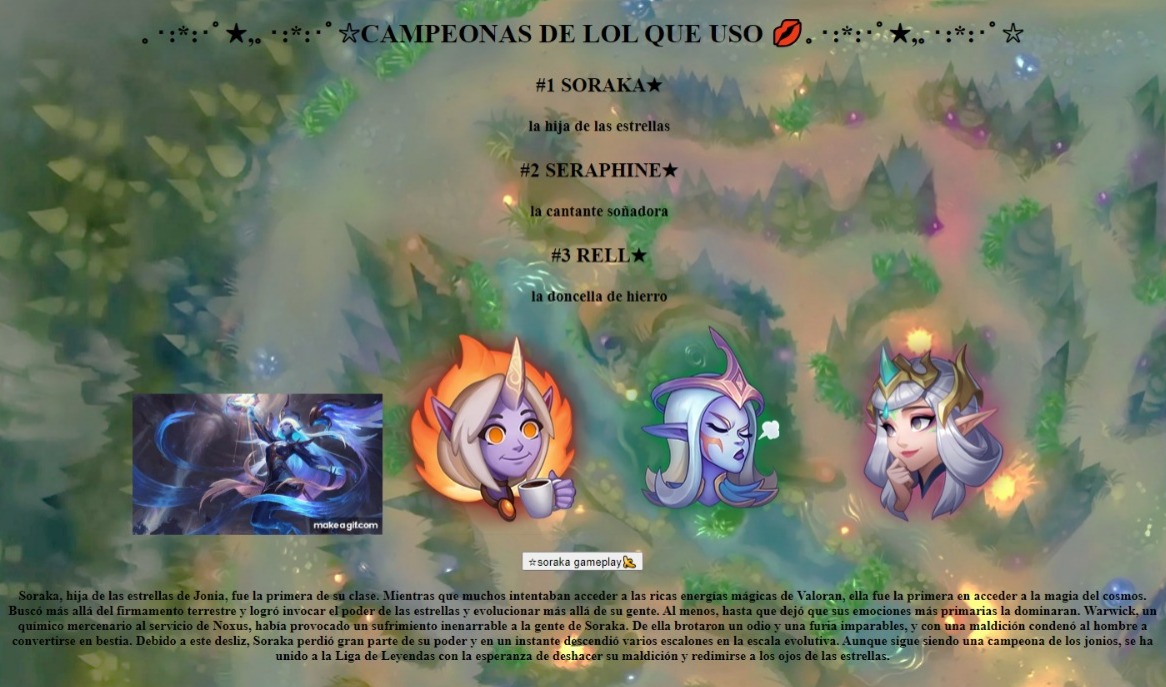 ｡･:*:･ﾟ★,｡･:*:･ﾟ☆CAMPEONAS DE LOL QUE USO 💋｡･:*:･ﾟ★,｡･:*:･ﾟ☆
#1 SORAKA★
la hija de las estrellas
#2 SERAPHINE★
la cantante soñadora
#3 RELL★
la doncella de hierro
makeagif.com
☆soraka gameplay🙋
Soraka, hija de las estrellas de Jonia, fue la primera de su clase. Mientras que muchos intentaban acceder a las ricas energías mágicas de Valoran, ella fue la primera en acceder a la magia del cosmos.
Buscó más allá del firmamento terrestre y logró invocar el poder de las estrellas y evolucionar más allá de su gente. Al menos, hasta que dejó que sus emociones más primarias la dominaran. Warwick, un
químico mercenario al servicio de Noxus, había provocado un sufrimiento inenarrable a la gente de Soraka. De ella brotaron un odio y una furia imparables, y con una maldición condenó al hombre a
convertirse en bestia. Debido a este desliz, Soraka perdió gran parte de su poder y en un instante descendió varios escalones en la escala evolutiva. Aunque sigue siendo una campeona de los jonios, se ha
unido a la Liga de Leyendas con la esperanza de deshacer su maldición y redimirse a los ojos de las estrellas.